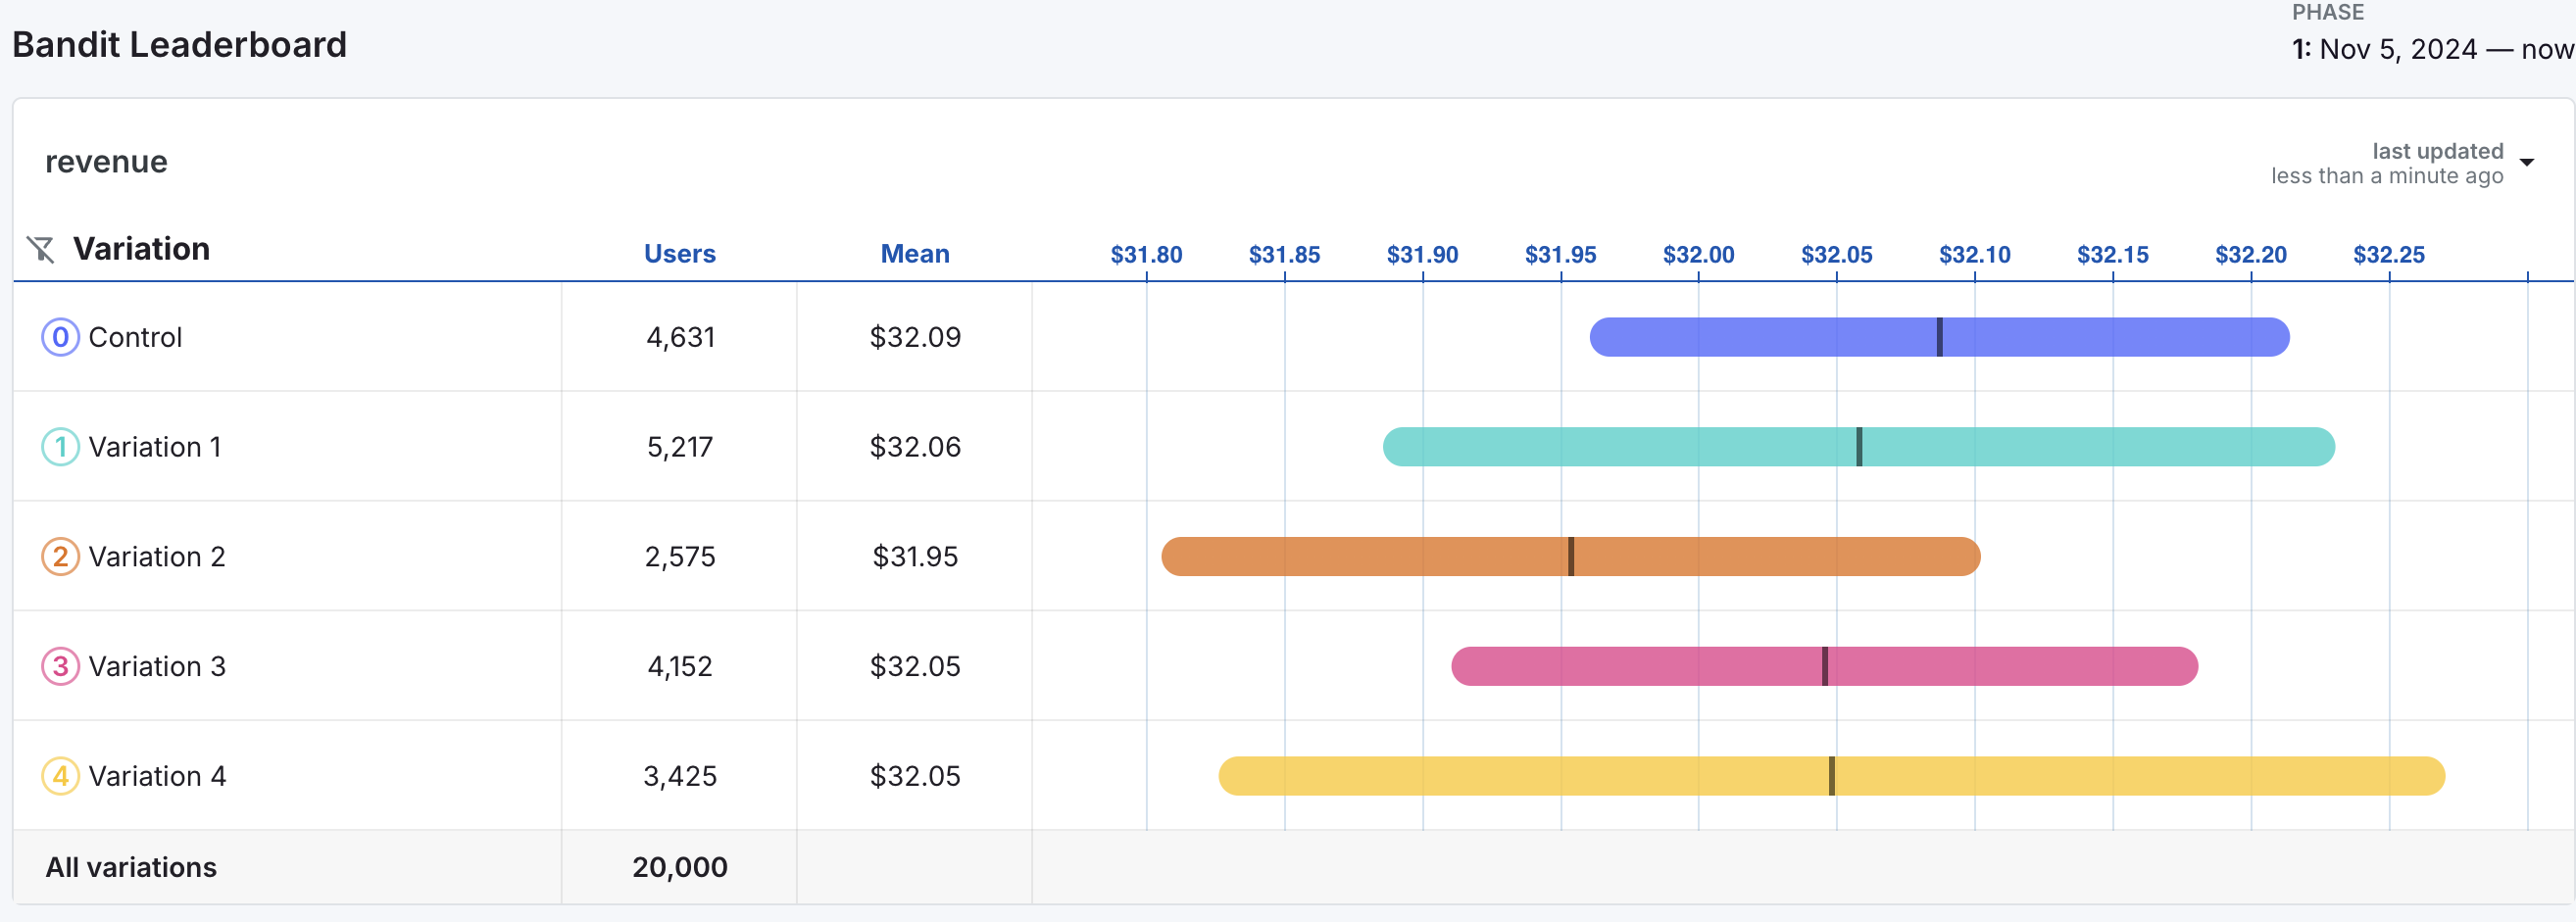 Bandit Leaderboard
PHASE
1: Nov 5, 2024 — now
revenue
last updated
less than a minute ago
Variation Users Mean $31.80 $31.85 $31.90 $31.95 $32.00 $32.05 $32.10 $32.15 $32.20 $32.25
0 Control 4,631 $32.09
1 Variation 1 5,217 $32.06
2 Variation 2 2,575 $31.95
3 Variation 3 4,152 $32.05
4 Variation 4 3,425 $32.05
All variations 20,000